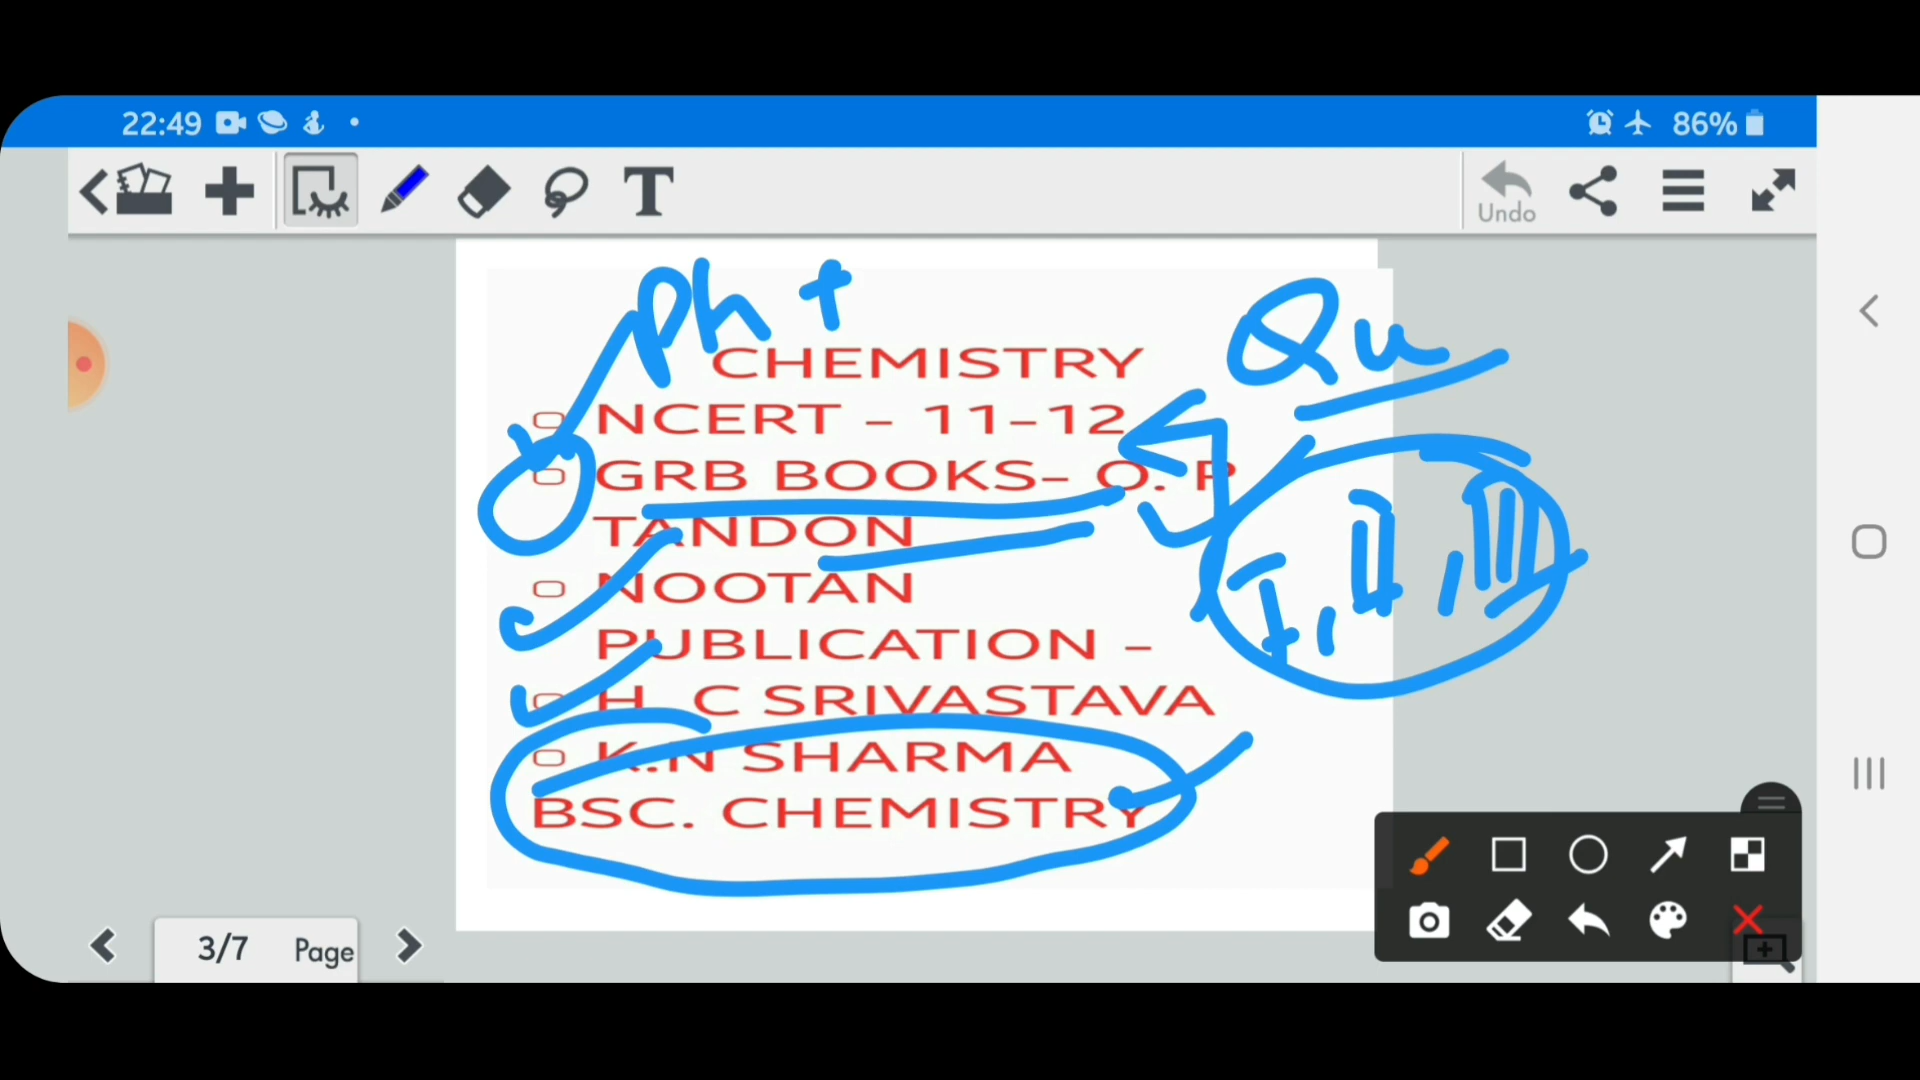 22:49 86%
T Undo
Ph +
Qu
CHEMISTRY
NCERT – 11–12
GRB BOOKS– O. P
TANDON
NOOTAN
I, II, III
PUBLICATION –
H C SRIVASTAVA
K.N SHARMA
BSC. CHEMISTRY
3/7 Page